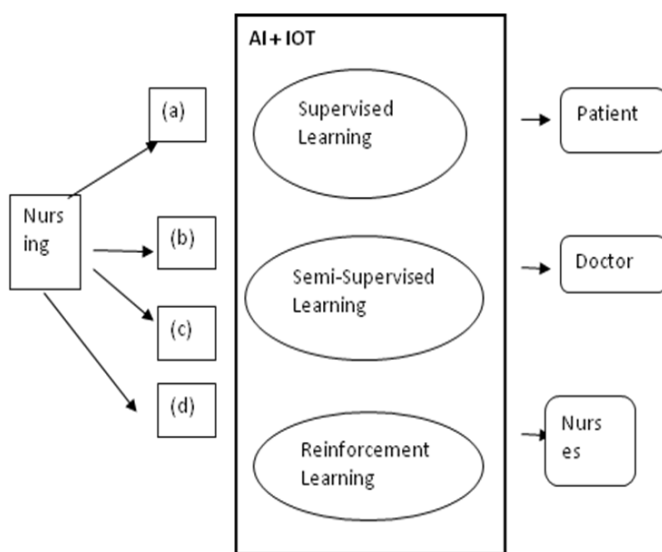 AI + IOT
(a)
Supervised
Learning
Patient
Nurs
ing
(b)
Semi-Supervised
Learning
Doctor
(c)
(d)
Reinforcement
Learning
Nurs
es